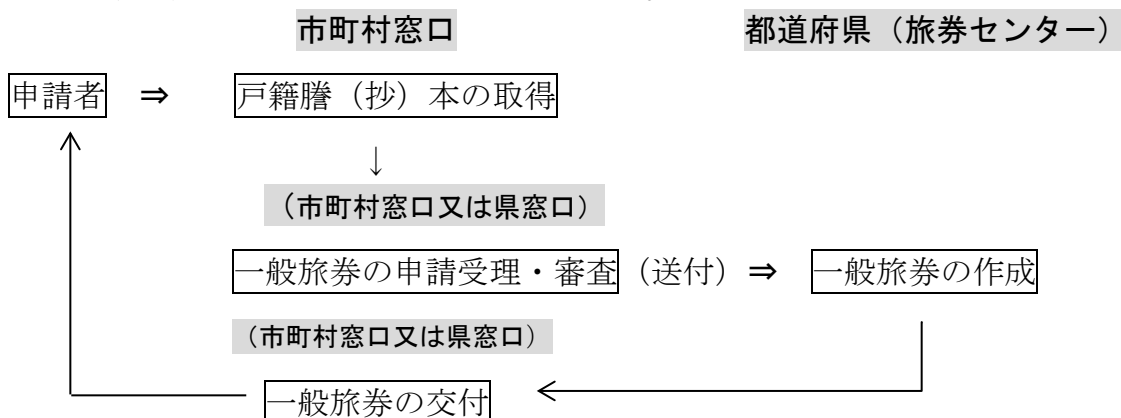 市町村窓口 都道府県（旅券センター）
申請者 ⇒ 戸籍謄（抄）本の取得
↓
（市町村窓口又は県窓口）
一般旅券の申請受理・審査（送付）⇒ 一般旅券の作成
（市町村窓口又は県窓口）
一般旅券の交付